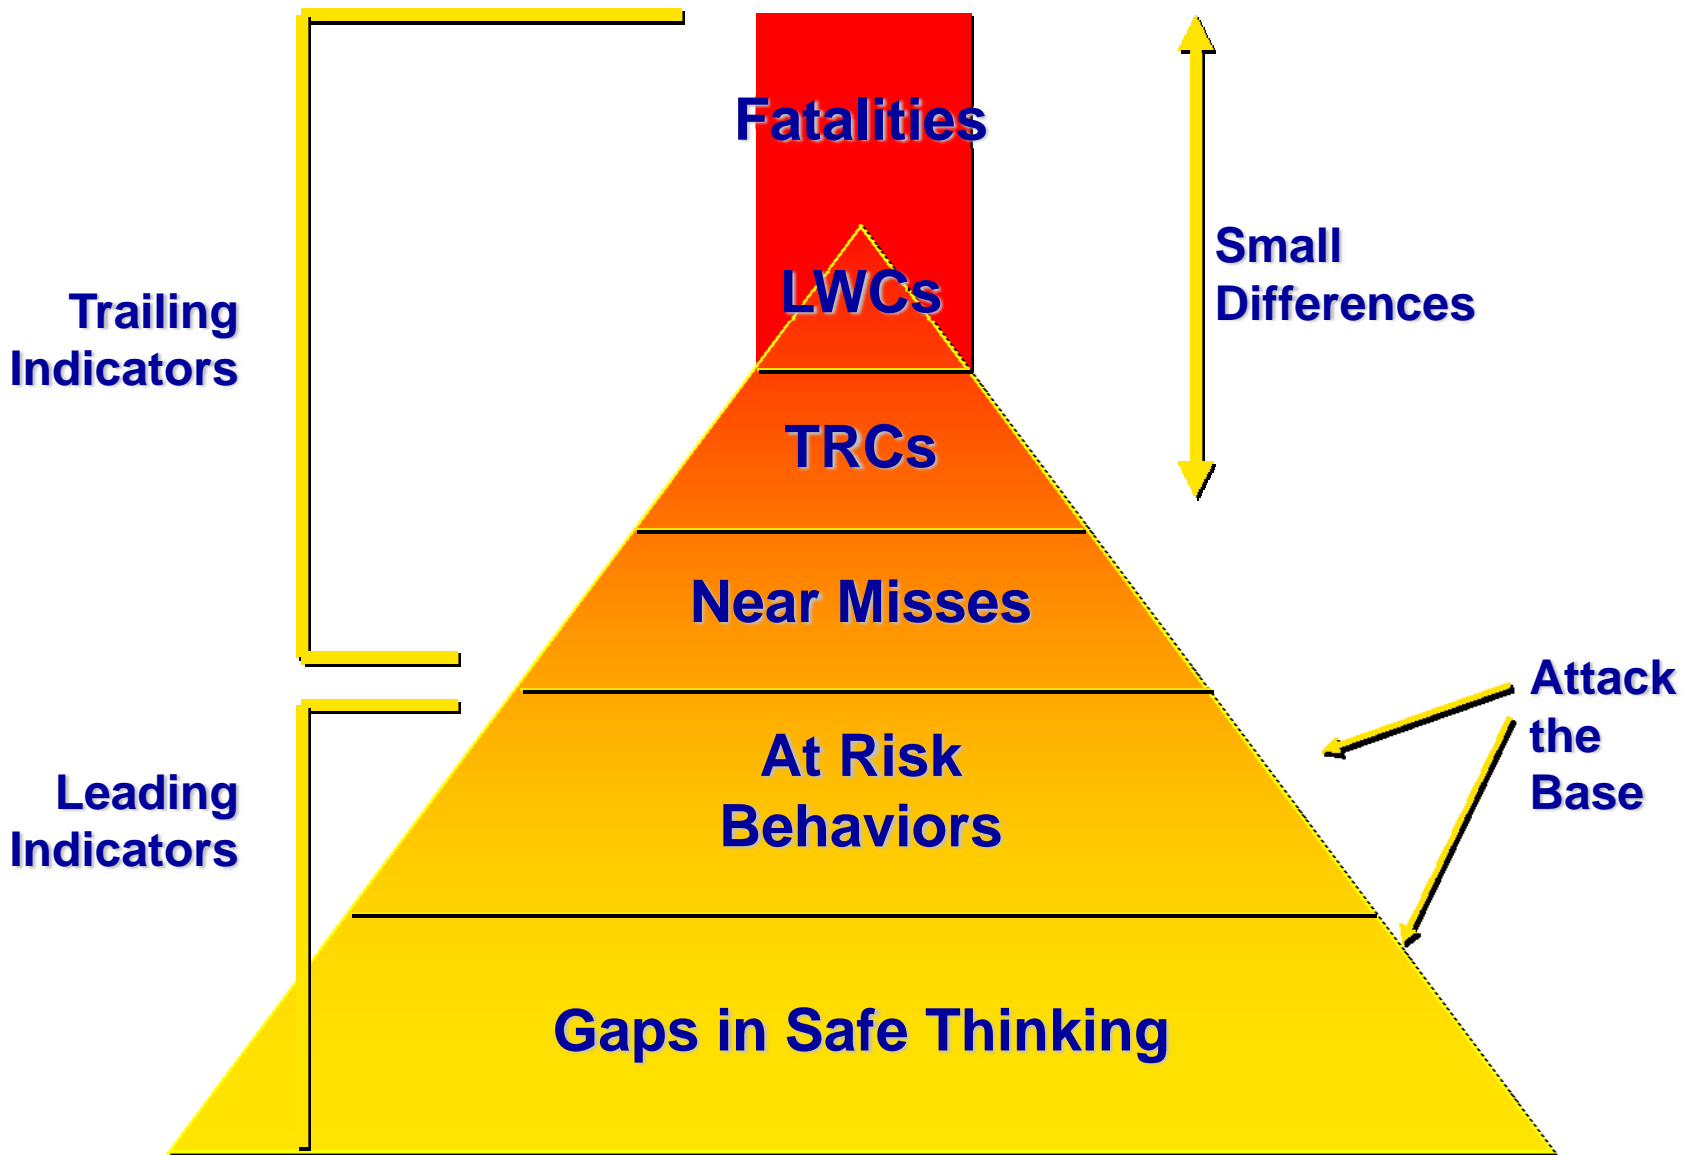 Fatalities
Small
Differences
LWCs
Trailing
Indicators
TRCs
Near Misses
Attack
the
Base
At Risk
Behaviors
Leading
Indicators
Gaps in Safe Thinking